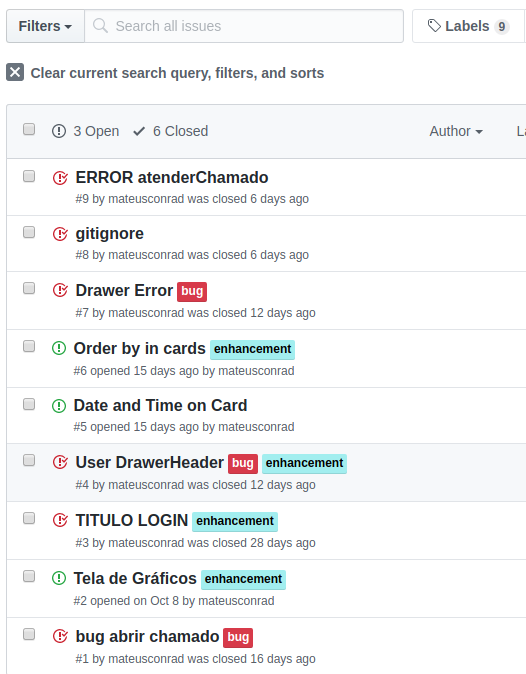 Filters Search all issues Labels 9
Clear current search query, filters, and sorts
3 Open 6 Closed Author
ERROR atenderChamado
#9 by mateusconrad was closed 6 days ago
gitignore
#8 by mateusconrad was closed 6 days ago
Drawer Error bug
#7 by mateusconrad was closed 12 days ago
Order by in cards enhancement
#6 opened 15 days ago by mateusconrad
Date and Time on Card
#5 opened 15 days ago by mateusconrad
User DrawerHeader bug enhancement
#4 by mateusconrad was closed 12 days ago
TITULO LOGIN enhancement
#3 by mateusconrad was closed 28 days ago
Tela de Gráficos enhancement
#2 opened on Oct 8 by mateusconrad
bug abrir chamado bug
#1 by mateusconrad was closed 16 days ago